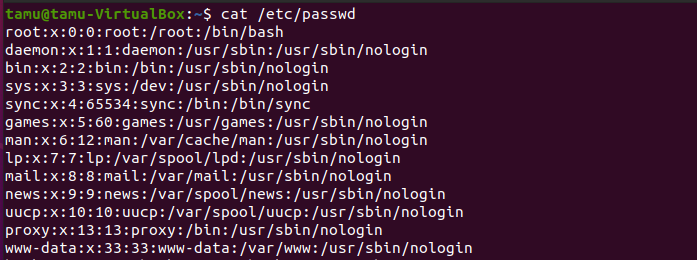 tamu@tamu-VirtualBox:~$ cat /etc/passwd
root:x:0:0:root:/root:/bin/bash
daemon:x:1:1:daemon:/usr/sbin:/usr/sbin/nologin
bin:x:2:2:bin:/bin:/usr/sbin/nologin
sys:x:3:3:sys:/dev:/usr/sbin/nologin
sync:x:4:65534:sync:/bin:/bin/sync
games:x:5:60:games:/usr/games:/usr/sbin/nologin
man:x:6:12:man:/var/cache/man:/usr/sbin/nologin
lp:x:7:7:lp:/var/spool/lpd:/usr/sbin/nologin
mail:x:8:8:mail:/var/mail:/usr/sbin/nologin
news:x:9:9:news:/var/spool/news:/usr/sbin/nologin
uucp:x:10:10:uucp:/var/spool/uucp:/usr/sbin/nologin
proxy:x:13:13:proxy:/bin:/usr/sbin/nologin
www-data:x:33:33:www-data:/var/www:/usr/sbin/nologin